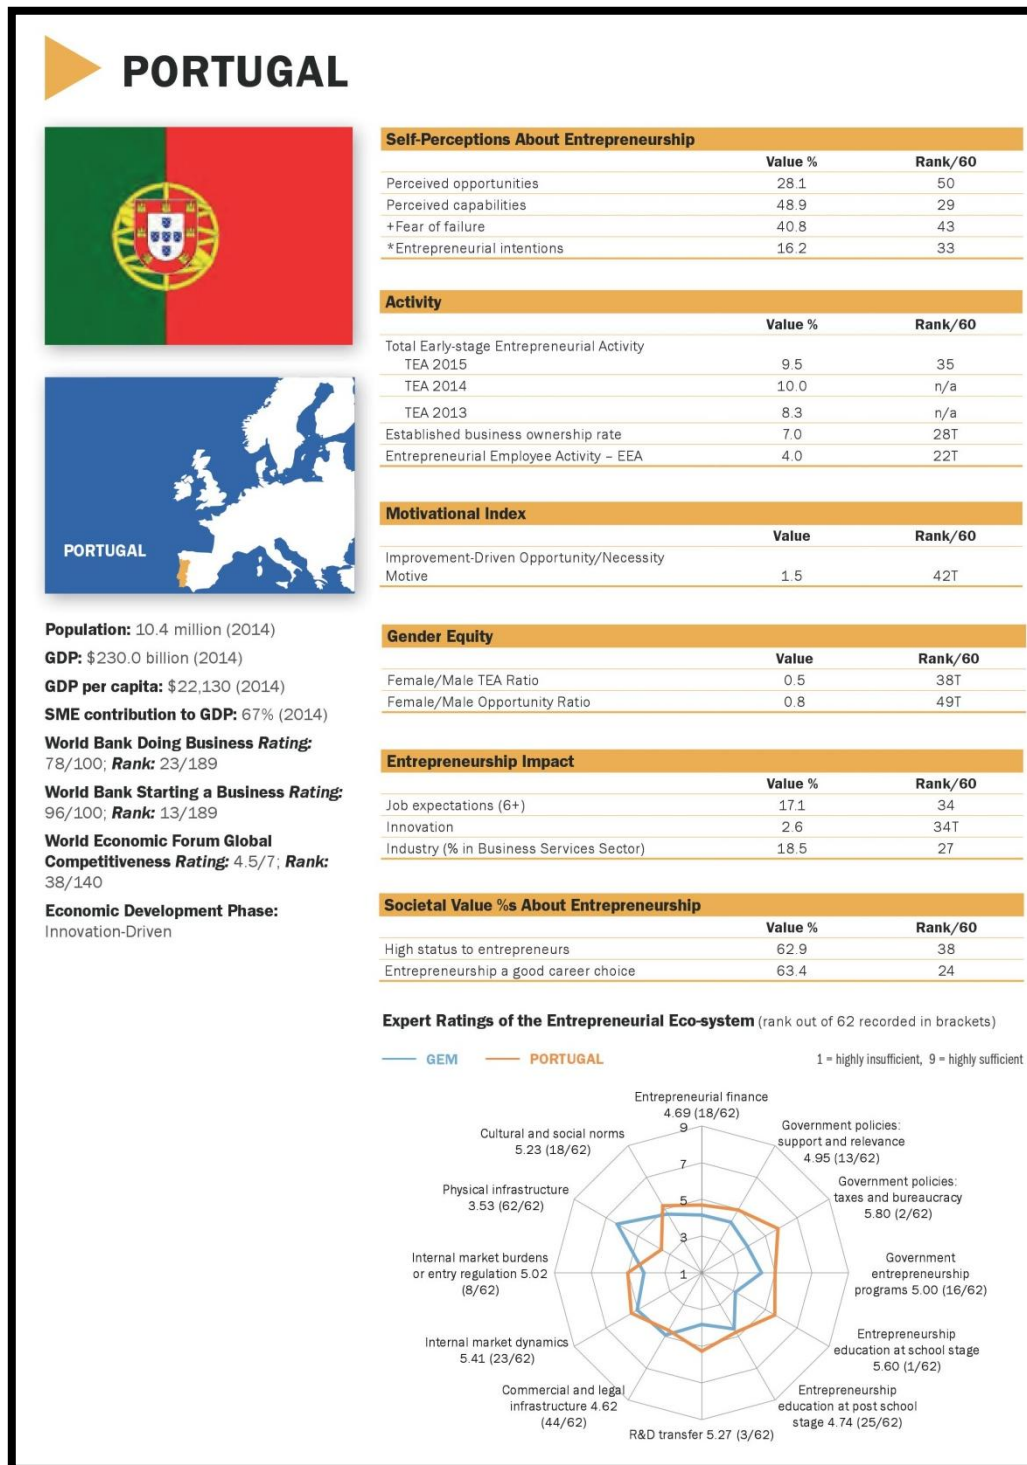 PORTUGAL
PORTUGAL
Population: 10.4 million (2014)
GDP: $230.0 billion (2014)
GDP per capita: $22,130 (2014)
SME contribution to GDP: 67% (2014)
World Bank Doing Business Rating:
78/100; Rank: 23/189
World Bank Starting a Business Rating:
96/100; Rank: 13/189
World Economic Forum Global
Competitiveness Rating: 4.5/7; Rank:
38/140
Economic Development Phase:
Innovation-Driven
Self-Perceptions About Entrepreneurship
Value % Rank/60
Perceived opportunities 28.1 50
Perceived capabilities 48.9 29
+Fear of failure 40.8 43
*Entrepreneurial intentions 16.2 33
Activity
Value % Rank/60
Total Early-stage Entrepreneurial Activity
TEA 2015 9.5 35
TEA 2014 10.0 n/a
TEA 2013 8.3 n/a
Established business ownership rate 7.0 28T
Entrepreneurial Employee Activity – EEA 4.0 22T
Motivational Index
Value Rank/60
Improvement-Driven Opportunity/Necessity
Motive 1.5 42T
Gender Equity
Value Rank/60
Female/Male TEA Ratio 0.5 38T
Female/Male Opportunity Ratio 0.8 49T
Entrepreneurship Impact
Value % Rank/60
Job expectations (6+) 17.1 34
Innovation 2.6 34T
Industry (% in Business Services Sector) 18.5 27
Societal Value %s About Entrepreneurship
Value % Rank/60
High status to entrepreneurs 62.9 38
Entrepreneurship a good career choice 63.4 24
Expert Ratings of the Entrepreneurial Eco-system (rank out of 62 recorded in brackets)
GEM PORTUGAL 1 = highly insufficient, 9 = highly sufficient
Entrepreneurial finance
4.69 (18/62)
Government policies:
support and relevance
4.95 (13/62)
Government policies:
taxes and bureaucracy
5.80 (2/62)
Government
entrepreneurship
programs 5.00 (16/62)
Entrepreneurship
education at school stage
5.60 (1/62)
Entrepreneurship
education at post school
stage 4.74 (25/62)
R&D transfer 5.27 (3/62)
Commercial and legal
infrastructure 4.62
(44/62)
Internal market dynamics
5.41 (23/62)
Internal market burdens
or entry regulation 5.02
(8/62)
Physical infrastructure
3.53 (62/62)
Cultural and social norms
5.23 (18/62)
9
7
5
3
1